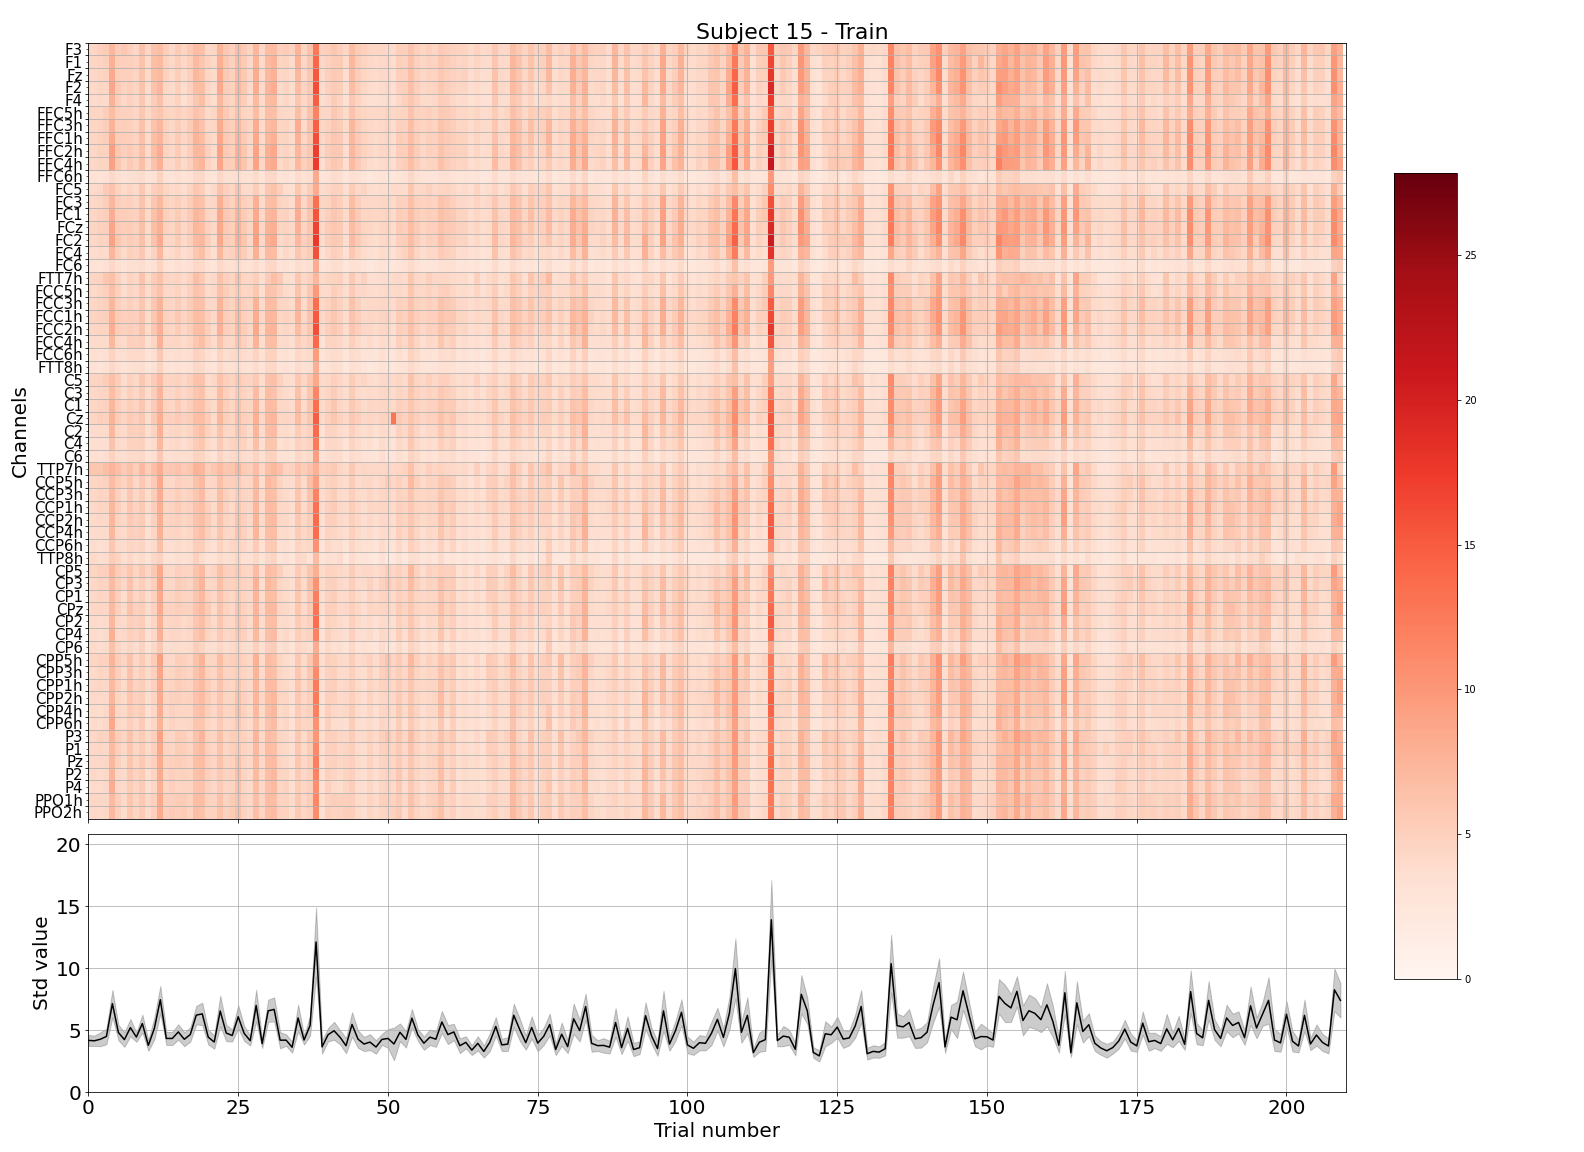 Subject 15 - Train
F3
F1
Fz
F2
F4
FFC5h
FFC3h
FFC1h
FFC2h
FFC4h
FFC6h
FC5
FC3
FC1
FCz
FC2
FC4
FC6
FTT7h
FCC5h
FCC3h
FCC1h
FCC2h
FCC4h
FCC6h
FTT8h
C5
C3
C1
Cz
C2
C4
C6
TTP7h
CCP5h
CCP3h
CCP1h
CCP2h
CCP4h
CCP6h
TTP8h
CP5
CP3
CP1
CPz
CP2
CP4
CP6
CPP5h
CPP3h
CPP1h
CPP2h
CPP4h
CPP6h
P3
P1
Pz
P2
P4
PPO1h
PPO2h
Channels
25
20
15
10
5
0
20
15
10
5
0
Std value
0 25 50 75 100 125 150 175 200
Trial number